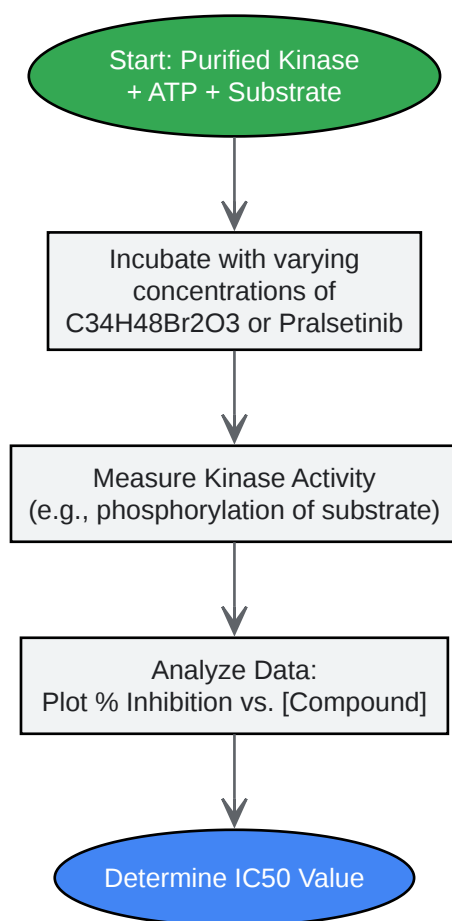 Start: Purified Kinase
+ ATP + Substrate
Incubate with varying
concentrations of
C34H48Br2O3 or Pralsetinib
Measure Kinase Activity
(e.g., phosphorylation of substrate)
Analyze Data:
Plot % Inhibition vs. [Compound]
Determine IC50 Value